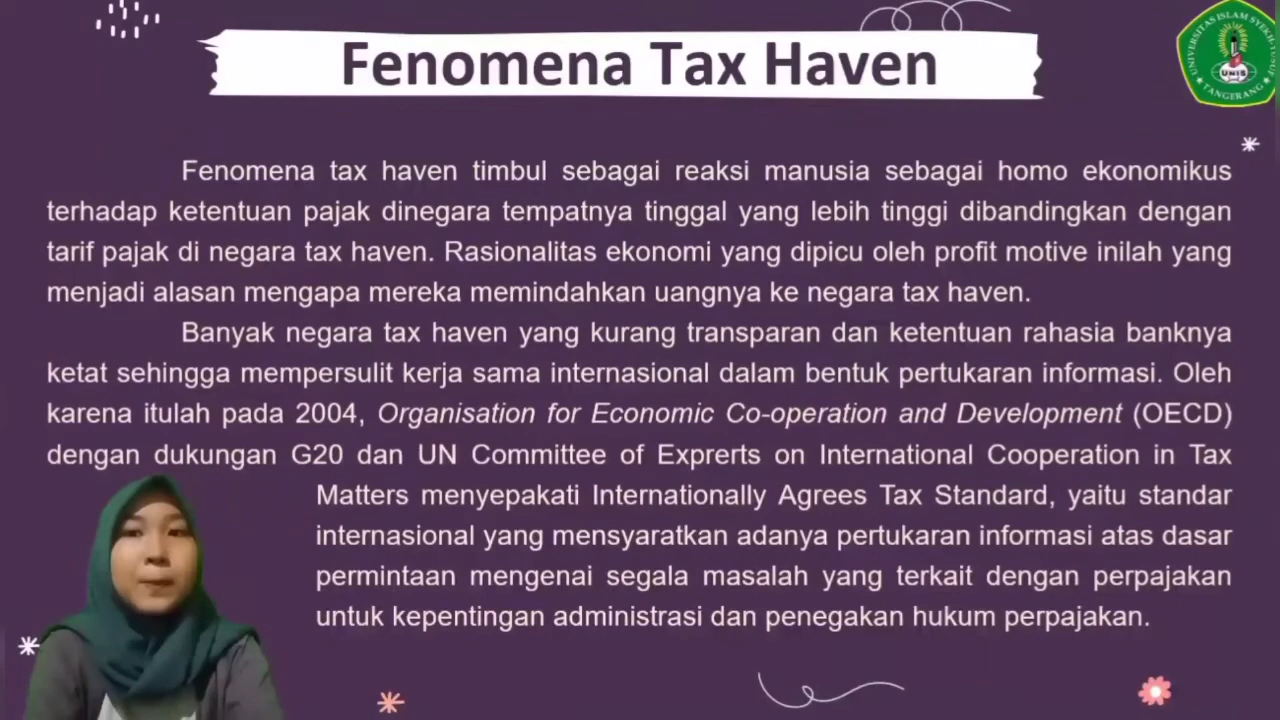 Fenomena Tax Haven
UNIVERSITAS ISLAM SYEKH YUSUF
UNIS
TANGERANG
Fenomena tax haven timbul sebagai reaksi manusia sebagai homo ekonomikus
terhadap ketentuan pajak dinegara tempatnya tinggal yang lebih tinggi dibandingkan dengan
tarif pajak di negara tax haven. Rasionalitas ekonomi yang dipicu oleh profit motive inilah yang
menjadi alasan mengapa mereka memindahkan uangnya ke negara tax haven.
Banyak negara tax haven yang kurang transparan dan ketentuan rahasia banknya
ketat sehingga mempersulit kerja sama internasional dalam bentuk pertukaran informasi. Oleh
karena itulah pada 2004, Organisation for Economic Co-operation and Development (OECD)
dengan dukungan G20 dan UN Committee of Exprerts on International Cooperation in Tax
Matters menyepakati Internationally Agrees Tax Standard, yaitu standar
internasional yang mensyaratkan adanya pertukaran informasi atas dasar
permintaan mengenai segala masalah yang terkait dengan perpajakan
untuk kepentingan administrasi dan penegakan hukum perpajakan.